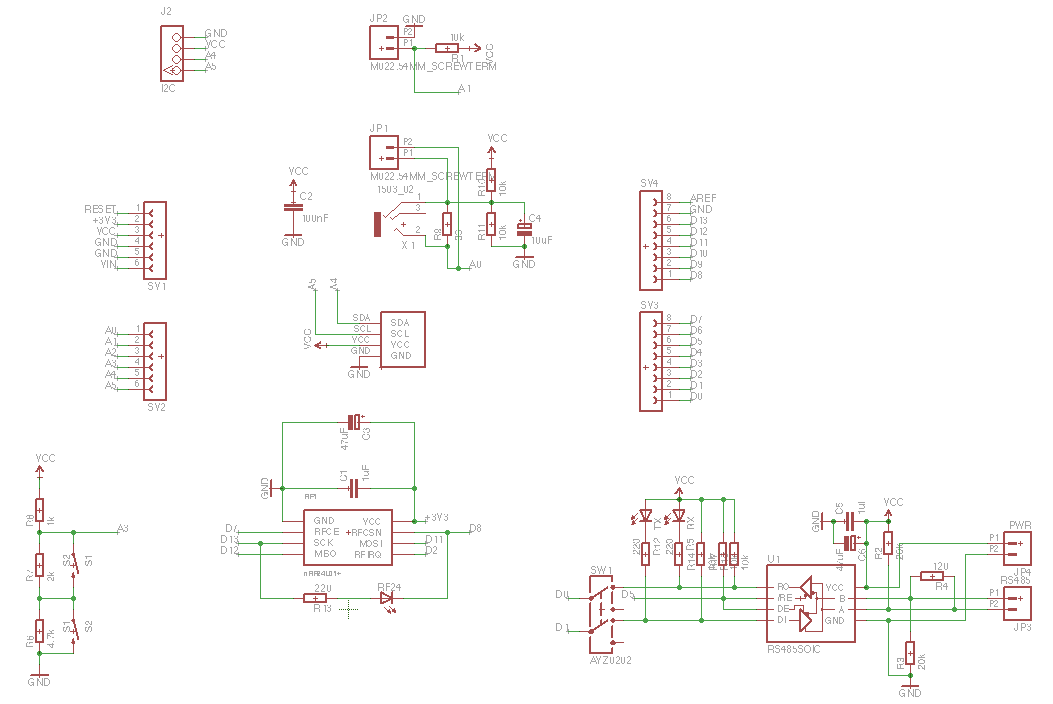 J2
GND
VCC
A4
A5
I2C
JP2
GND
P2
P1
10k
R1
VCC
MU22.54MM_SCREWTERM
A1
JP1
P2
P1
MU22.54MM_SCREWTERM
VCC
10k
1503_02
1
3
2
X1
R8
R11
10k
C4
10uF
GND
A0
VCC
C2
100nF
GND
RESET
+3V3
VCC
GND
GND
VIN
1
2
3
4
5
6
SV1
A0
A1
A2
A3
A4
A5
1
2
3
4
5
6
SV2
A5
A4
SDA
SCL
VCC
GND
SDA
SCL
VCC
GND
VCC
GND
SV4
8
7
6
5
4
3
2
1
AREF
GND
D13
D12
D11
D10
D9
D8
SV3
8
7
6
5
4
3
2
1
D7
D6
D5
D4
D3
D2
D1
D0
47uF
C3
C1
1uF
GND
RP1
GND
RFCE
SCK
MBO
VCC
RFCSN
MOSI
RFIRQ
D7
D13
D12
+3V3
D8
D11
D2
nRF24L01+
220
R13
RF24
VCC
1k
R7
2k
R6
4.7k
A3
S2
S1
S1
S2
GND
VCC
TX
RX
220
R12
R14
R5
10k
SW1
D0
D5
D1
AYZ0202
U1
RO
/RE
DE
DI
VCC
B
A
GND
RS485SOIC
GND
C5
1uf
47uF
C6
VCC
R2
20k
120
R4
R3
20k
GND
PWR
P1
P2
JP4
RS485
P1
P2
JP3